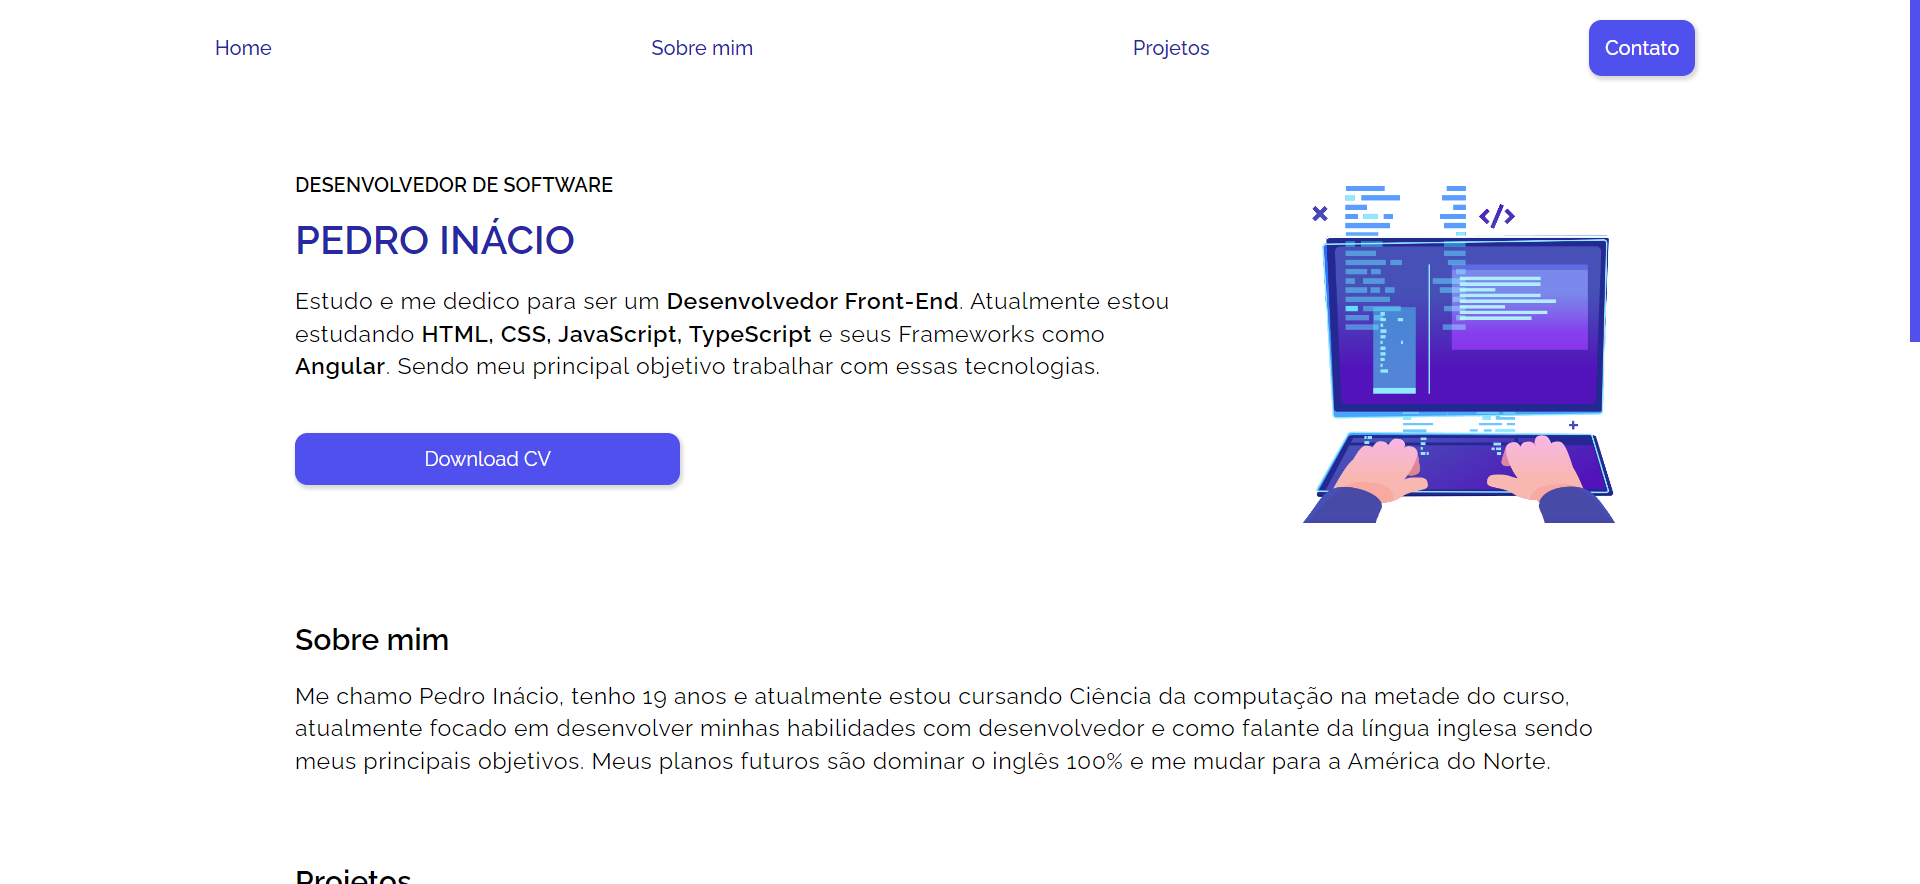 Home
Sobre mim
Projetos
Contato
DESENVOLVEDOR DE SOFTWARE
PEDRO INÁCIO
Estudo e me dedico para ser um Desenvolvedor Front-End. Atualmente estou
estudando HTML, CSS, JavaScript, TypeScript e seus Frameworks como
Angular. Sendo meu principal objetivo trabalhar com essas tecnologias.
Download CV
Sobre mim
Me chamo Pedro Inácio, tenho 19 anos e atualmente estou cursando Ciência da computação na metade do curso,
atualmente focado em desenvolver minhas habilidades com desenvolvedor e como falante da língua inglesa sendo
meus principais objetivos. Meus planos futuros são dominar o inglês 100% e me mudar para a América do Norte.
Projetos